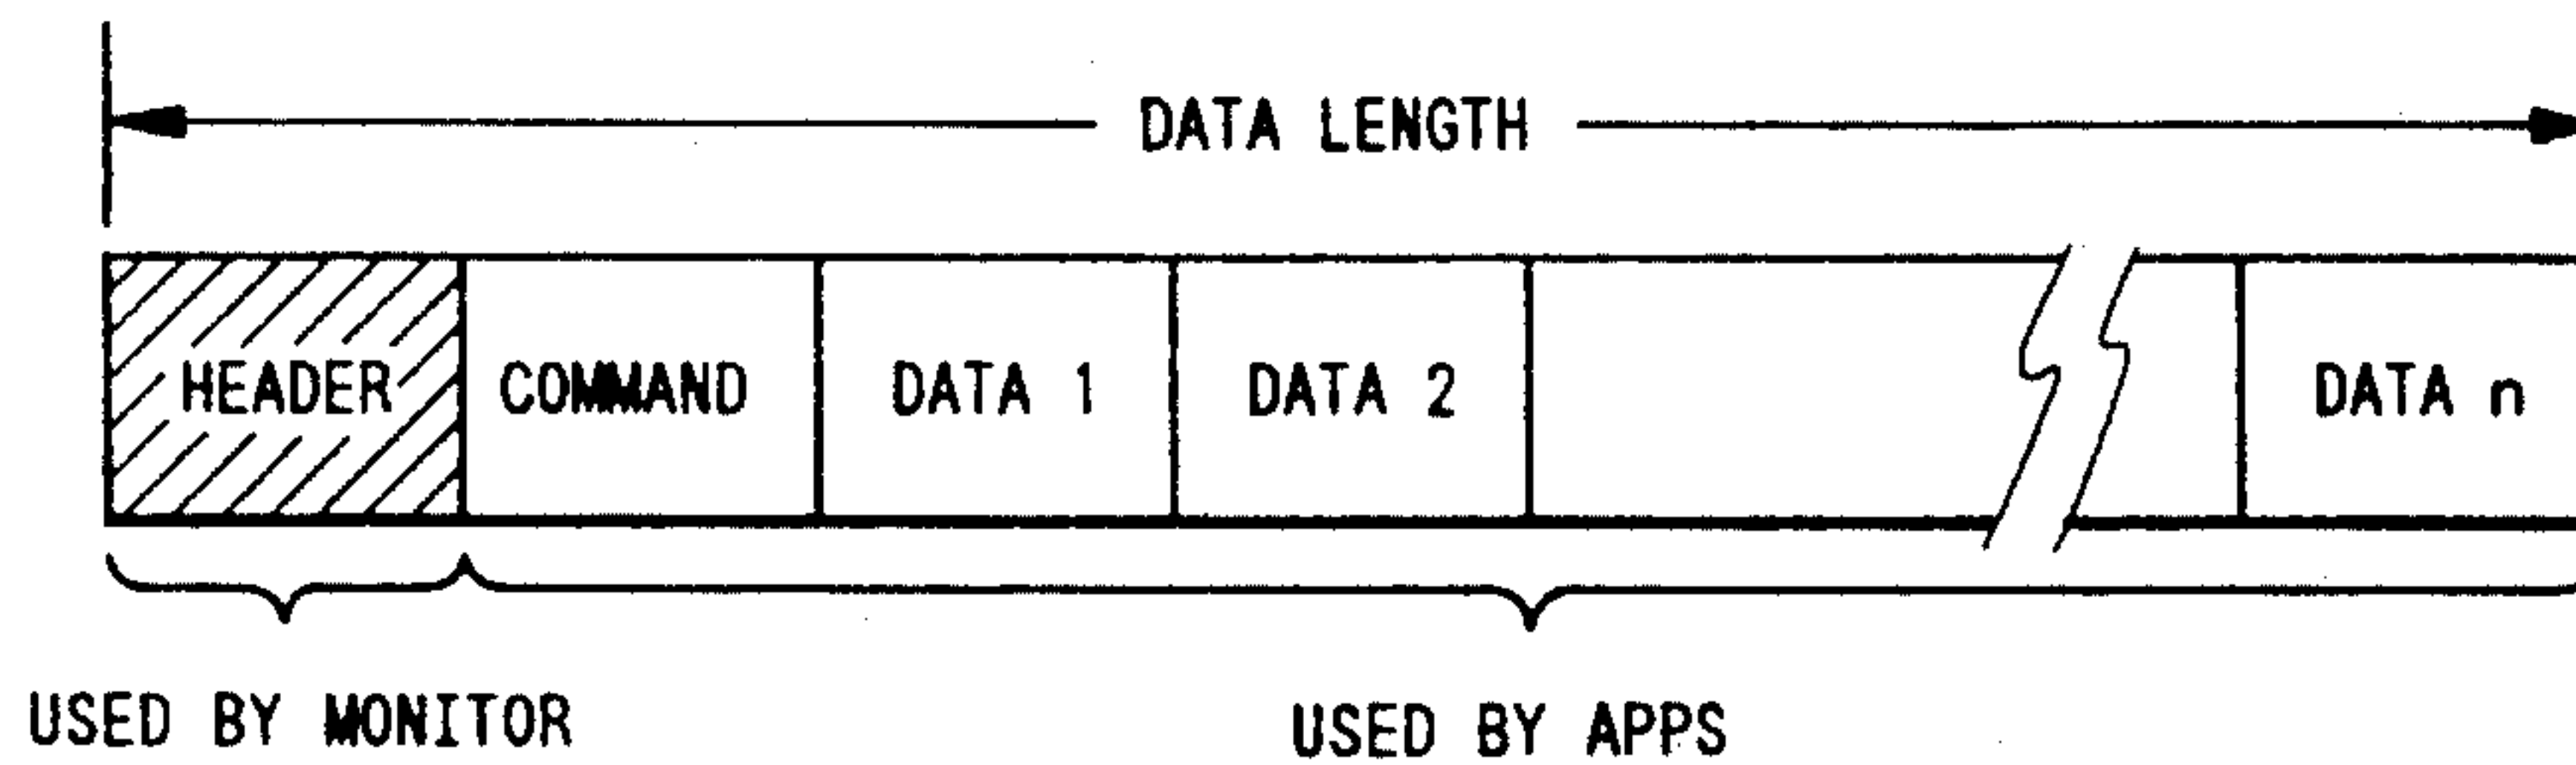 DATA LENGTH
HEADER COMMAND DATA 1 DATA 2 DATA n
USED BY MONITOR USED BY APPS